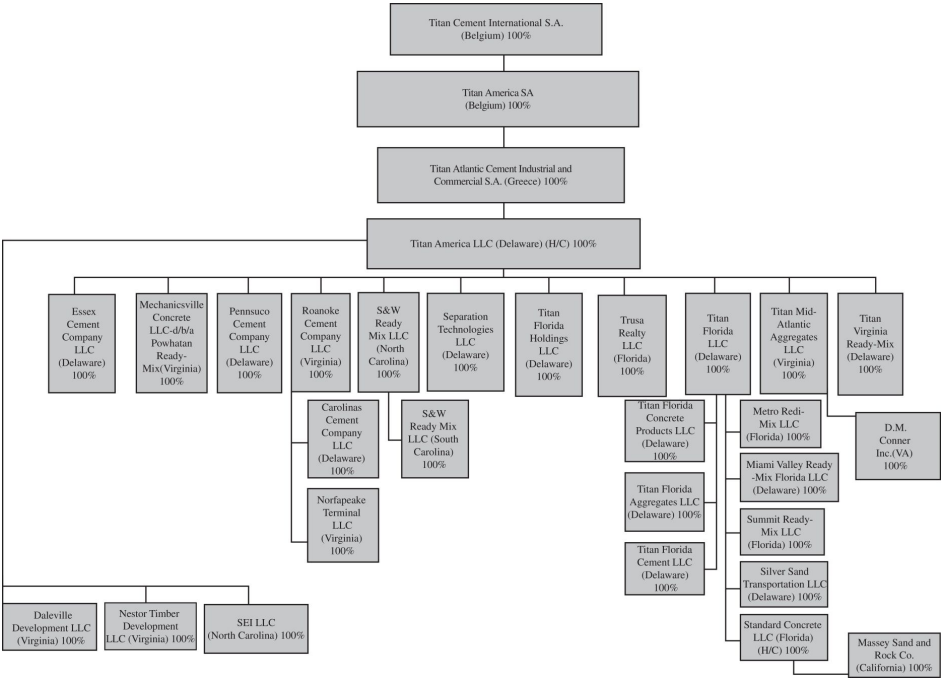 Titan Cement International S.A.
(Belgium) 100%
Titan America SA
(Belgium) 100%
Titan Atlantic Cement Industrial and
Commercial S.A. (Greece) 100%
Titan America LLC (Delaware) (H/C) 100%
Essex
Cement
Company
LLC
(Delaware)
100%
Mechanicsville
Concrete
LLC-d/b/a
Powhatan
Ready-
Mix(Virginia)
100%
Pennsuco
Cement
Company
LLC
(Delaware)
100%
Roanoke
Cement
Company
LLC
(Virginia)
100%
S&W
Ready
Mix LLC
(North
Carolina)
100%
Separation
Technologies
LLC
(Delaware)
100%
Titan
Florida
Holdings
LLC
(Delaware)
100%
Trusa
Realty
LLC
(Florida)
100%
Titan
Florida
LLC
(Delaware)
100%
Titan Mid-
Atlantic
Aggregates
LLC
(Virginia)
100%
Titan
Virginia
Ready-Mix
(Delaware)
100%
Carolinas
Cement
Company
LLC
(Delaware)
100%
S&W
Ready Mix
LLC (South
Carolina)
100%
Titan Florida
Concrete
Products LLC
(Delaware)
100%
Metro Redi-
Mix LLC
(Florida) 100%
D.M.
Conner
Inc.(VA)
100%
Miami Valley Ready
-Mix Florida LLC
(Delaware) 100%
Norfapeake
Terminal
LLC
(Virginia)
100%
Titan Florida
Aggregates LLC
(Delaware) 100%
Summit Ready-
Mix LLC
(Florida) 100%
Titan Florida
Cement LLC
(Delaware)
100%
Silver Sand
Transportation LLC
(Delaware) 100%
Daleville
Development LLC
(Virginia) 100%
Nestor Timber
Development
LLC (Virginia) 100%
SEI LLC
(North Carolina) 100%
Standard Concrete
LLC (Florida)
(H/C) 100%
Massey Sand and
Rock Co.
(California) 100%